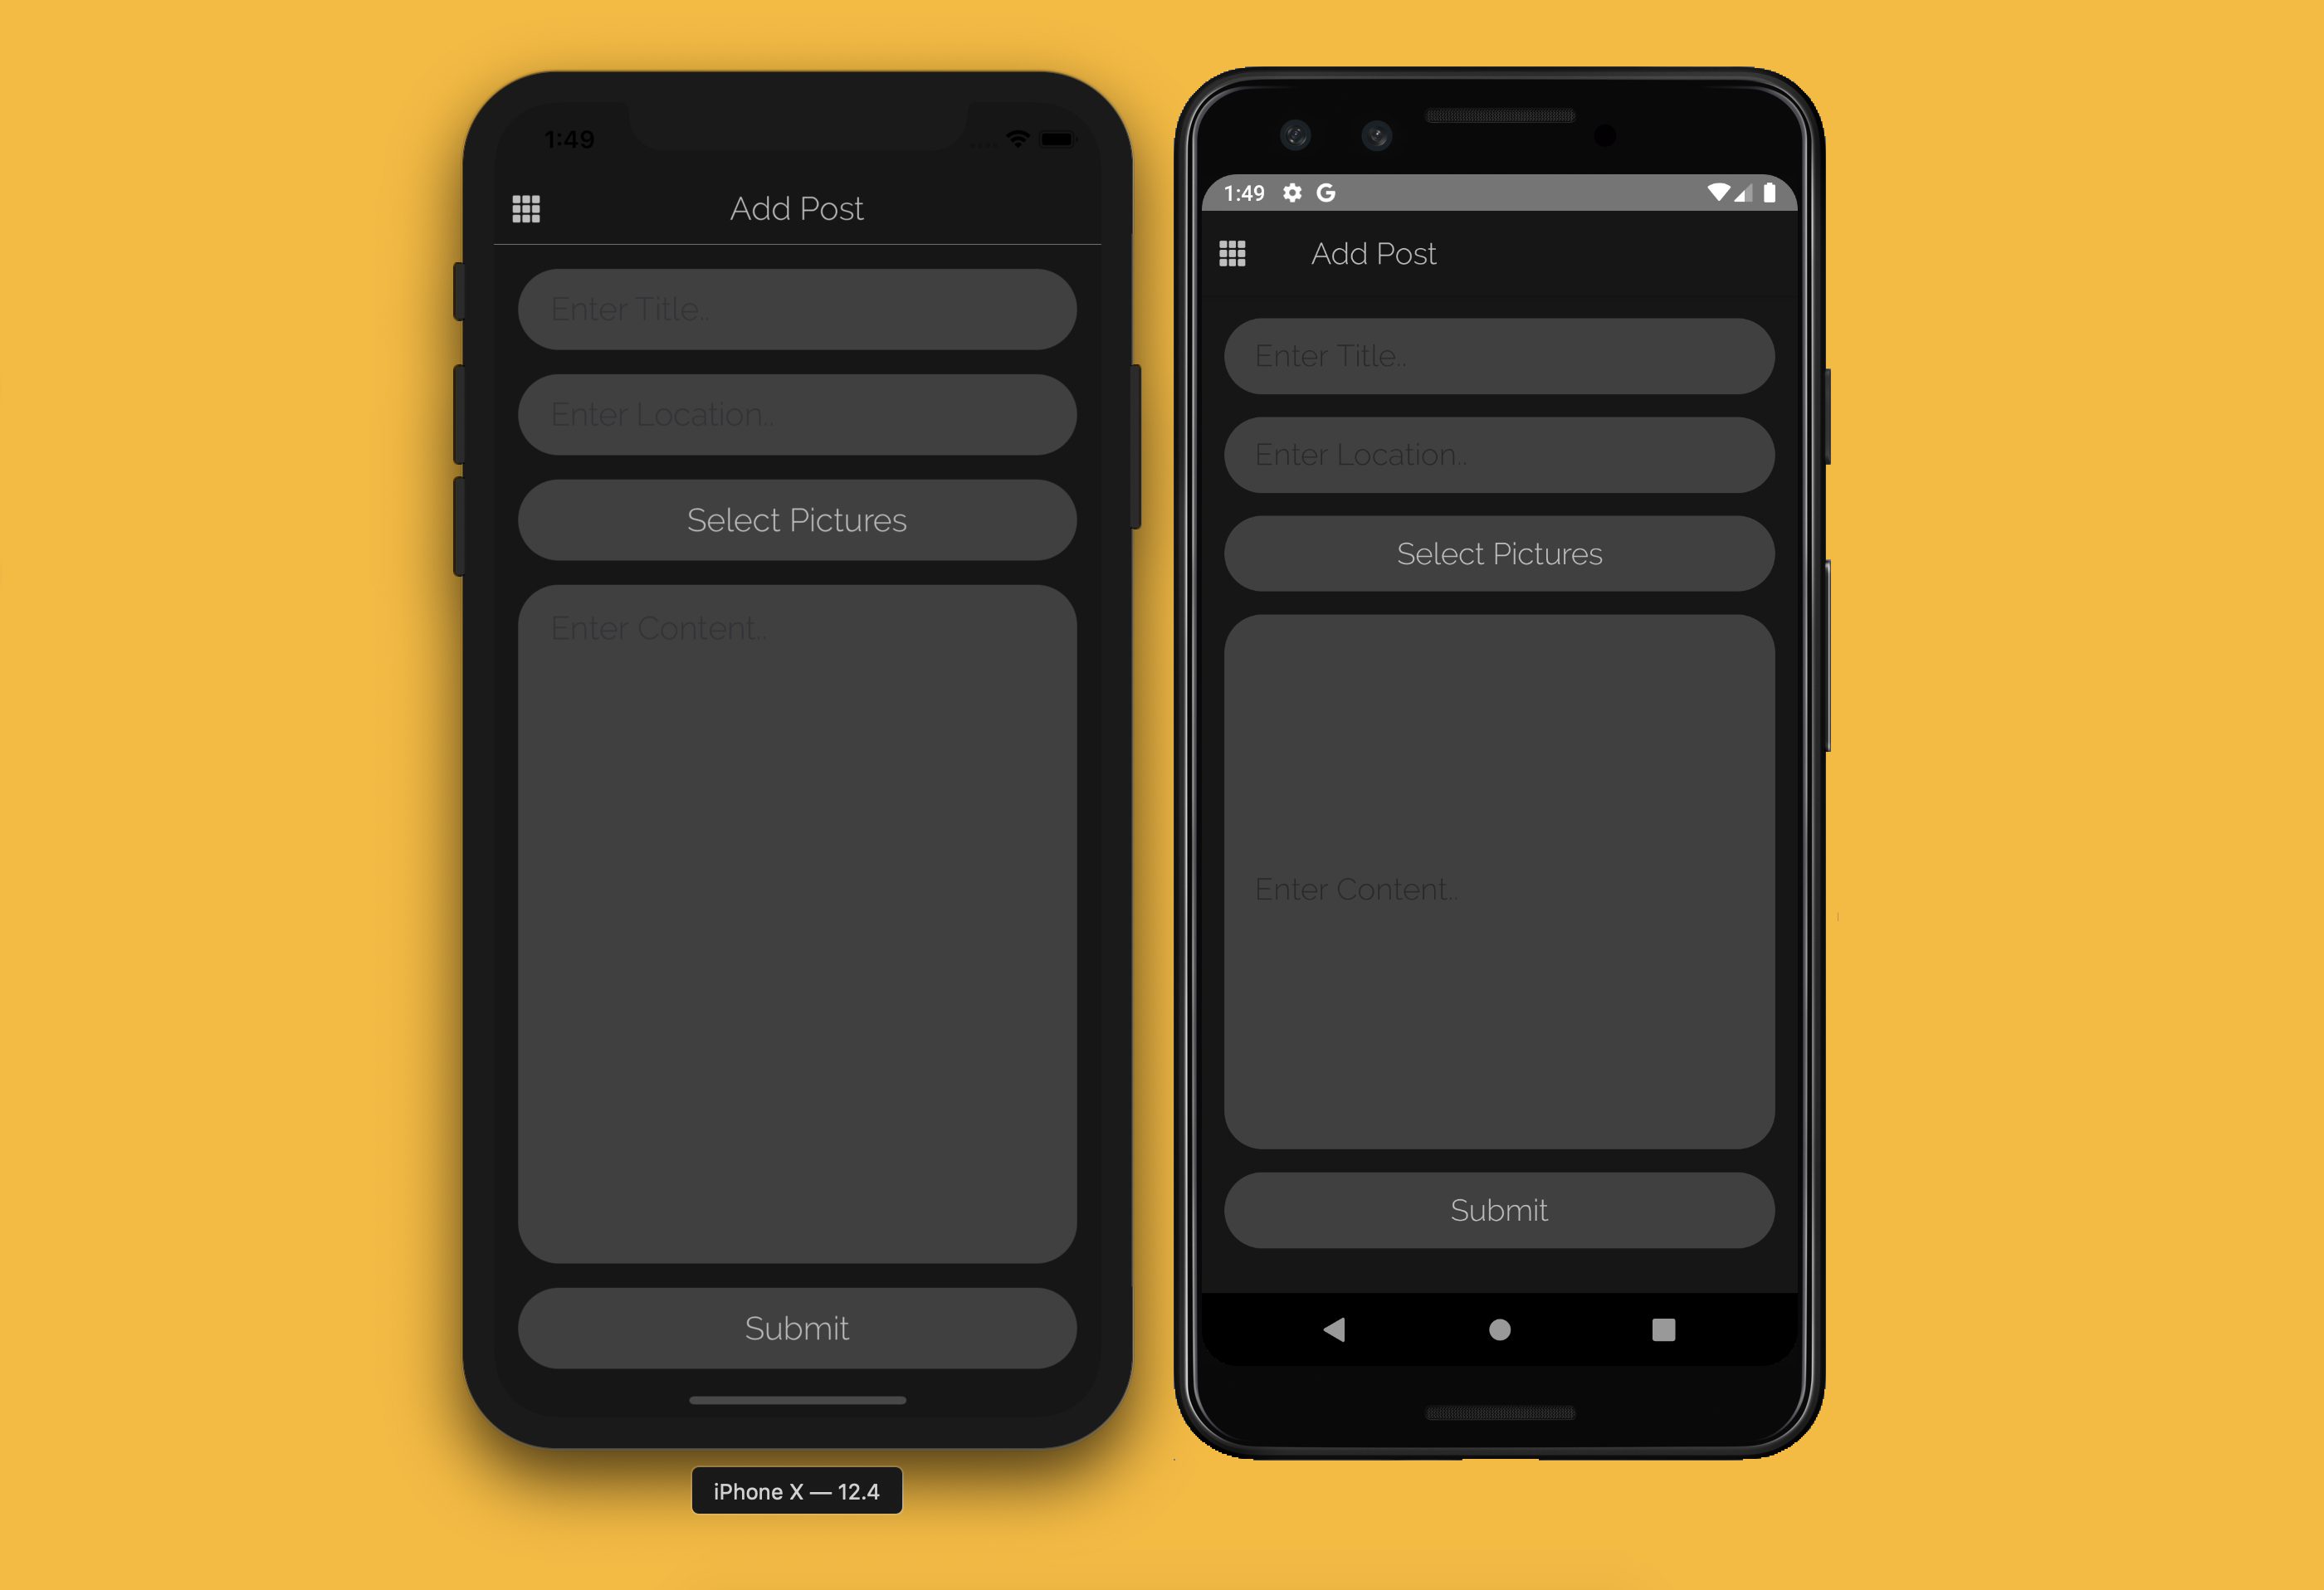 1:49
Add Post
Enter Title..
Enter Location..
Select Pictures
Enter Content..
Submit
iPhone X — 12.4
1:49 G
Add Post
Enter Title..
Enter Location..
Select Pictures
Enter Content..
Submit